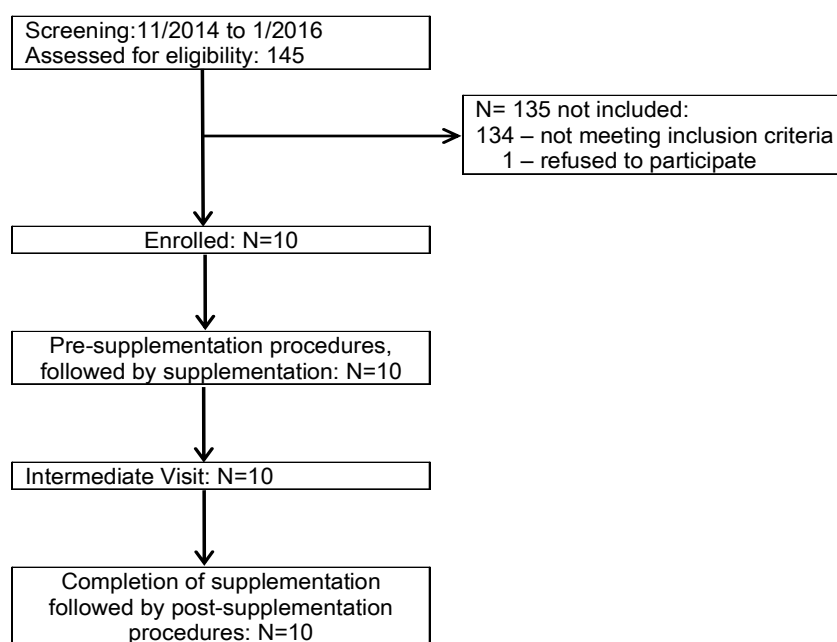 Screening:11/2014 to 1/2016
Assessed for eligibility: 145
N= 135 not included:
134 – not meeting inclusion criteria
1 – refused to participate
Enrolled: N=10
Pre-supplementation procedures,
followed by supplementation: N=10
Intermediate Visit: N=10
Completion of supplementation
followed by post-supplementation
procedures: N=10